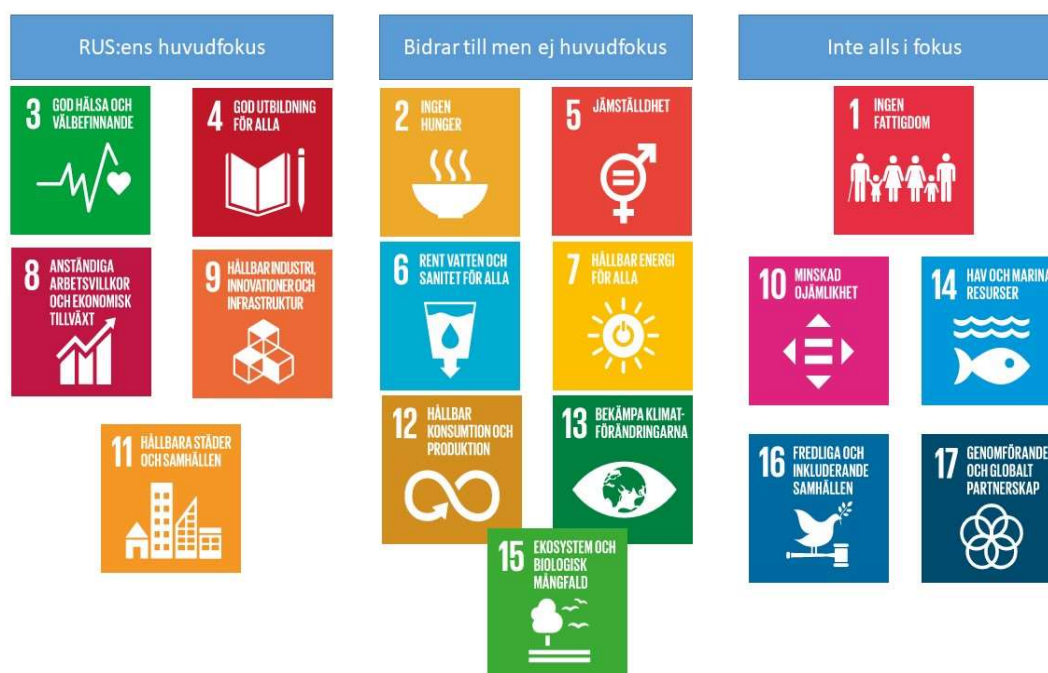 RUS:ens huvudfokus
3 GOD HÄLSA OCH
VÄLBEFINNANDE
4 GOD UTBILDNING
FÖR ALLA
8 ANSTÄNDIGA
ARBETSVILLKOR
OCH EKONOMISK
TILLVÄXT
9 HÅLLBAR INDUSTRI,
INNOVATIONER OCH
INFRASTRUKTUR
11 HÅLLBARA STÄDER
OCH SAMHÄLLEN
Bidrar till men ej huvudfokus
2 INGEN
HUNGER
5 JÄMSTÄLLDHET
6 RENT VATTEN OCH
SANITET FÖR ALLA
7 HÅLLBAR ENERGI
FÖR ALLA
12 HÅLLBAR
KONSUMTION OCH
PRODUKTION
13 BEKÄMPA KLIMAT-
FÖRÄNDRINGARNA
15 EKOSYSTEM OCH
BIOLOGISK
MÅNGFALD
Inte alls i fokus
1 INGEN
FATTIGDOM
10 MINSKAD
OJÄMLIKHET
14 HAV OCH MARINA
RESURSER
16 FREDLIGA OCH
INKLUDERANDE
SAMHÄLLEN
17 GENOMFÖRANDE
OCH GLOBALT
PARTNERSKAP